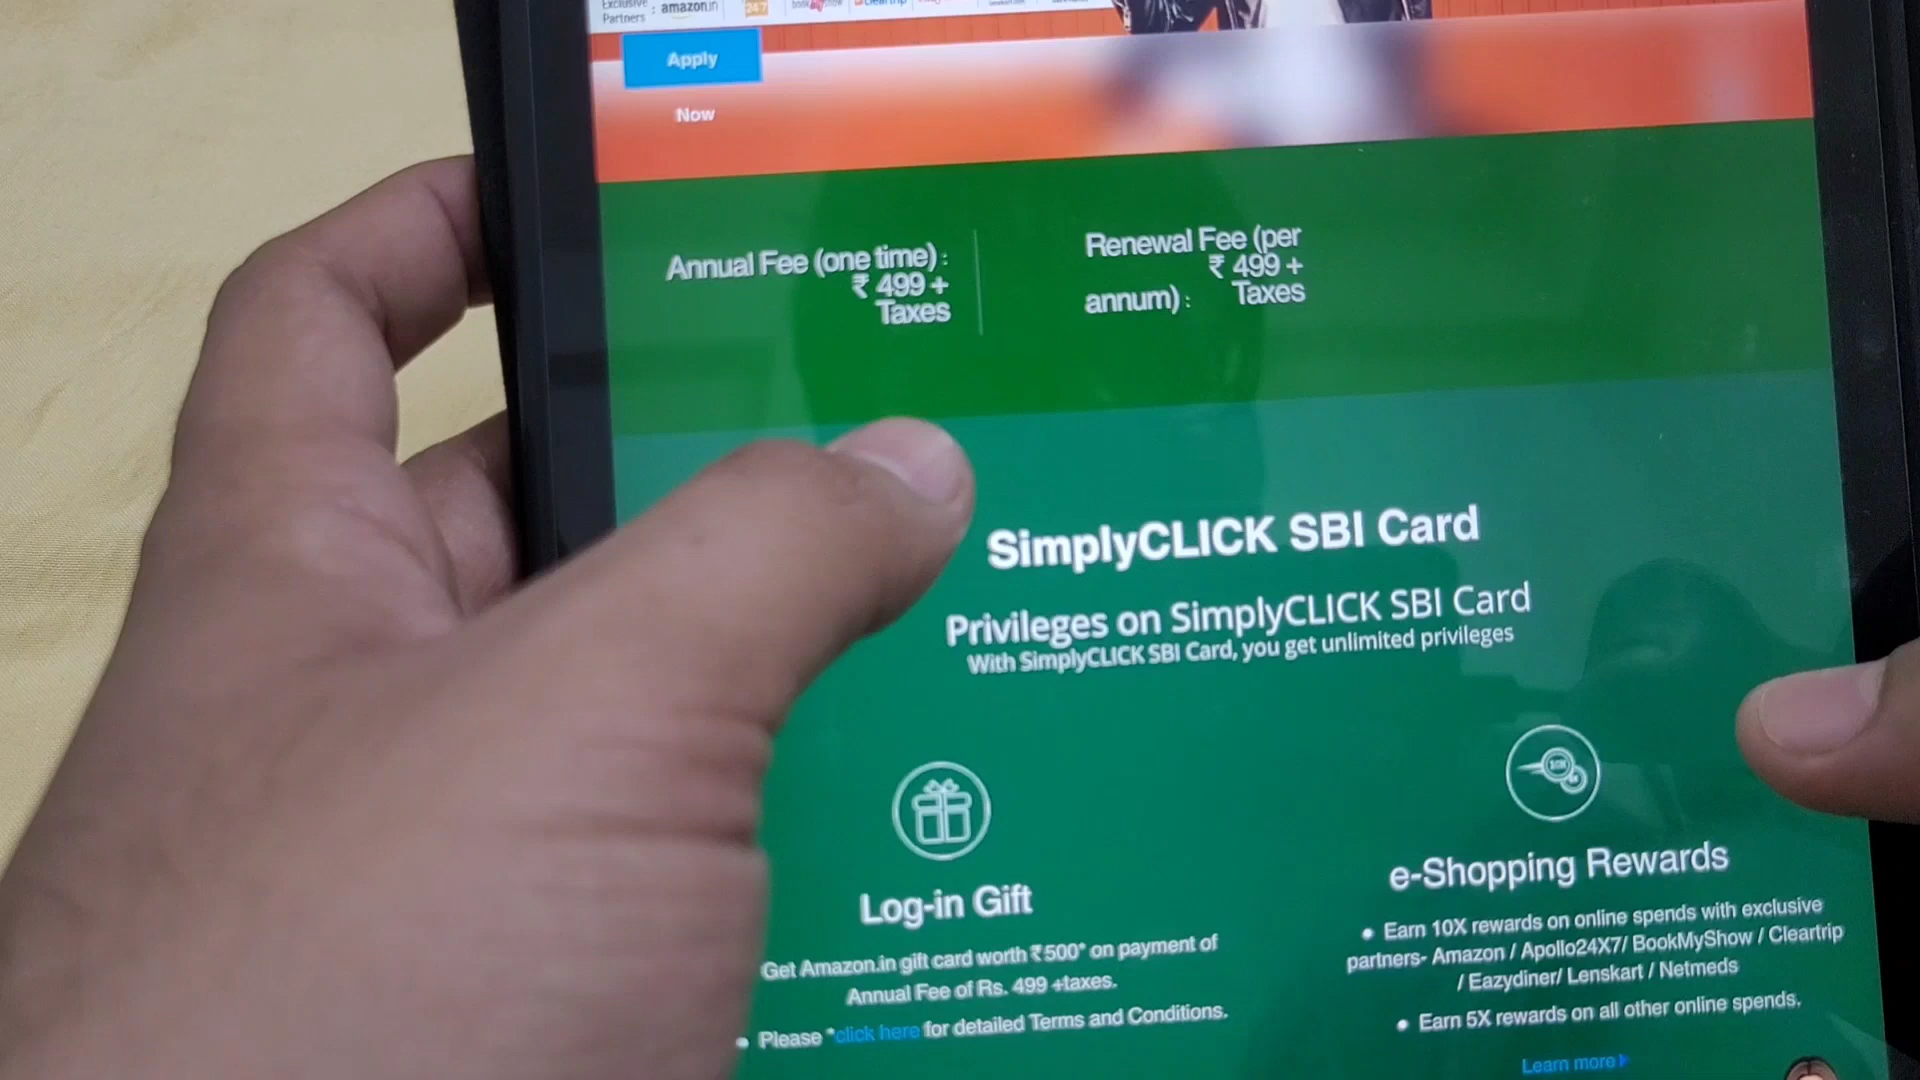 Exclusive
Partners : amazon.in
Apply
Now
Annual Fee (one time) :
₹ 499 +
Taxes
Renewal Fee (per
₹ 499 +
annum) : Taxes
SimplyCLICK SBI Card
Privileges on SimplyCLICK SBI Card
With SimplyCLICK SBI Card, you get unlimited privileges
Log-in Gift
Get Amazon.in gift card worth ₹ 500* on payment of
Annual Fee of Rs. 499 +taxes.
• Please *click here for detailed Terms and Conditions.
e-Shopping Rewards
• Earn 10X rewards on online spends with exclusive
partners- Amazon / Apollo24X7/ BookMyShow / Cleartrip
/ Eazydiner/ Lenskart / Netmeds
• Earn 5X rewards on all other online spends.
Learn more